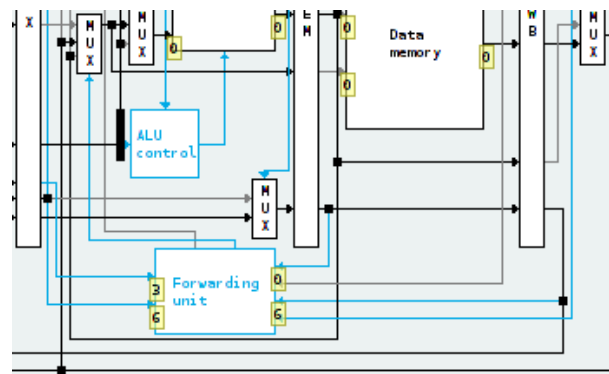 X
M
U
X
M
U
X
0
0
E
M
0
Data
memory
0
0
W
B
M
U
X
ALU
control
M
U
X
Forwarding
unit
3
6
0
6